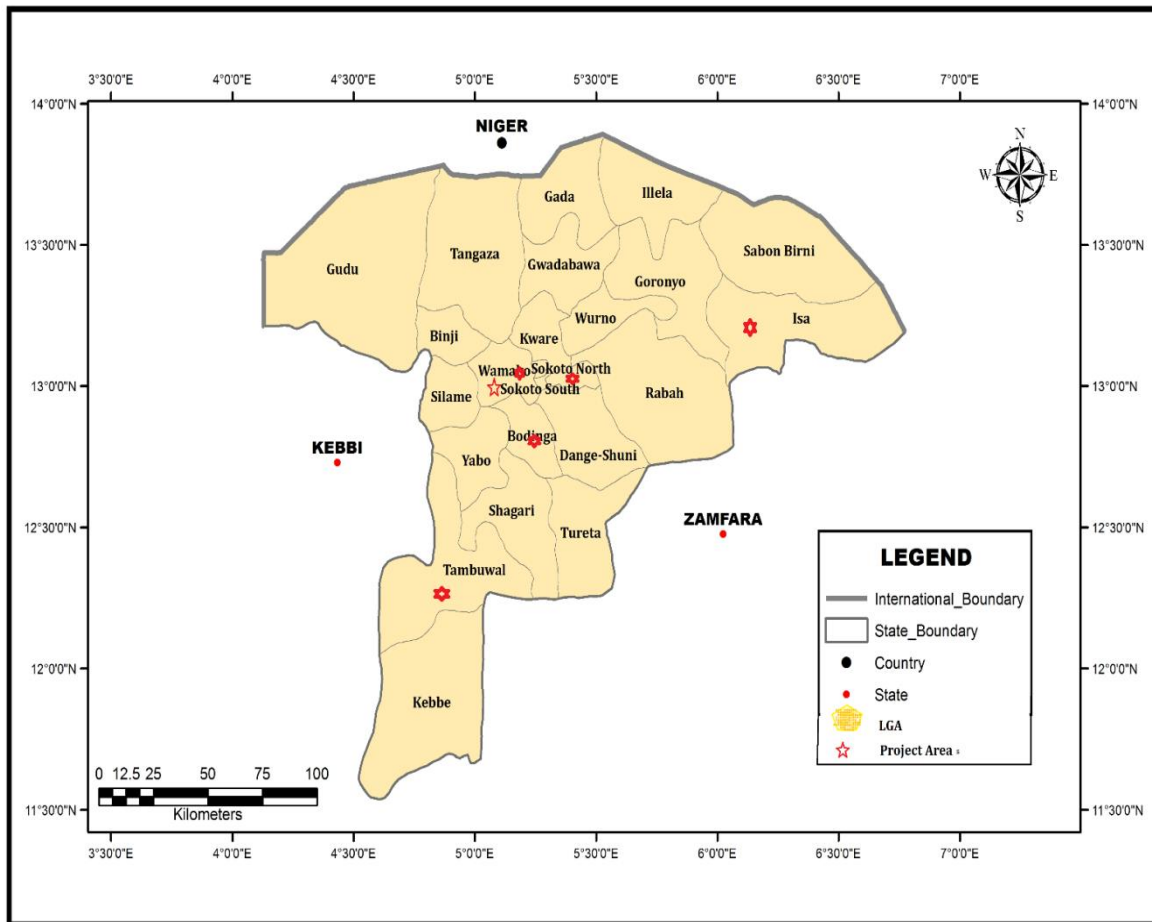 3°30'0"E 4°0'0"E 4°30'0"E 5°0'0"E 5°30'0"E 6°0'0"E 6°30'0"E 7°0'0"E
14°0'0"N 14°0'0"N
NIGER
N
W E
S
Gada
Illela
Tangaza
Sabon Birni
13°30'0"N 13°30'0"N
Gudu
Gwadabawa
Goronyo
Wurno
Isa
Binji
Kware
Sokoto North
13°0'0"N 13°0'0"N
Silame
Sokoto South
Rabah
Bodinga
KEBBI
Yabo
Dange-Shuni
12°30'0"N 12°30'0"N
Shagari
ZAMFARA
Tureta
Tambuwal
12°0'0"N 12°0'0"N
Kebbe
LEGEND
International_Boundary
State_Boundary
Country
State
LGA
Project Area s
0 12.5 25 50 75 100
Kilometers
11°30'0"N 11°30'0"N
3°30'0"E 4°0'0"E 4°30'0"E 5°0'0"E 5°30'0"E 6°0'0"E 6°30'0"E 7°0'0"E